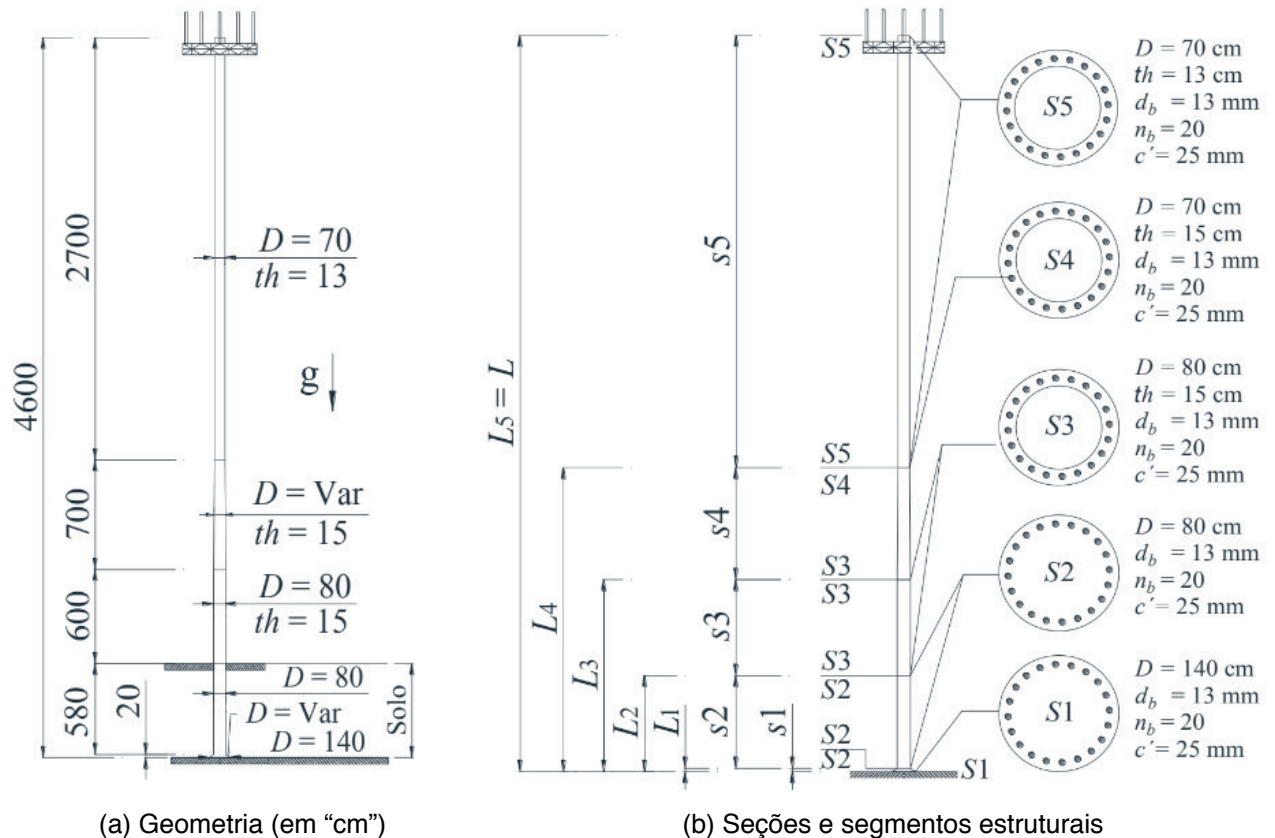 4600
2700
700
600
580
20
D = 70
th = 13
g
D = Var
th = 15
D = 80
th = 15
D = 80
D = Var
D = 140
Solo
(a) Geometria (em “cm”)
L5 = L
L4
L3
L2
L1
s5
s4
s3
s2
s1
S5
S5
S4
S3
S3
S3
S2
S2
S2
S1
S5
D = 70 cm
th = 13 cm
db = 13 mm
nb = 20
c´= 25 mm
S4
D = 70 cm
th = 15 cm
db = 13 mm
nb = 20
c´= 25 mm
S3
D = 80 cm
th = 15 cm
db = 13 mm
nb = 20
c´= 25 mm
S2
D = 80 cm
db = 13 mm
nb = 20
c´= 25 mm
S1
D = 140 cm
db = 13 mm
nb = 20
c´= 25 mm
(b) Seções e segmentos estruturais